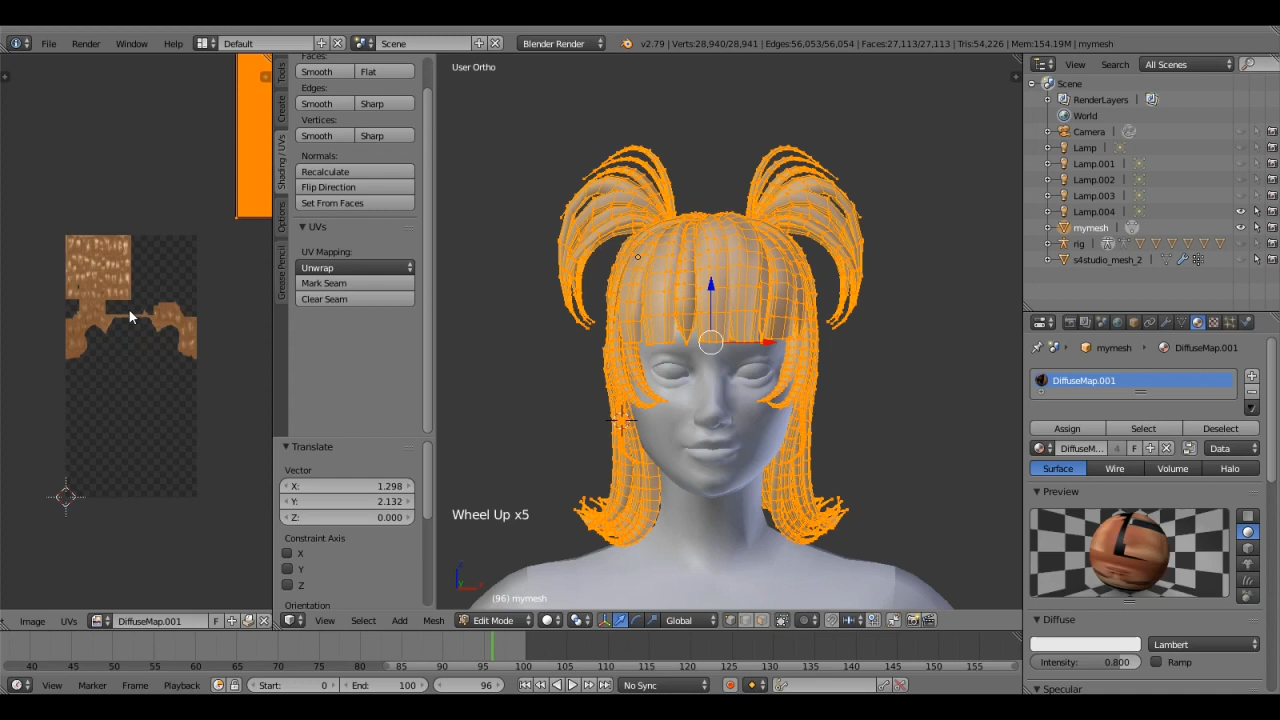 File Render Window Help Default Scene Blender Render v2.79 | Verts:28,940/28,941 | Edges:56,053/56,054 | Faces:27,113/27,113 | Tris:54,226 | Mem:154.19M | mymesh
Tools
Create
Shading / UVs
Options
Grease Pencil
Faces:
Smooth Flat
Edges:
Smooth Sharp
Vertices:
Smooth Sharp
Normals:
Recalculate
Flip Direction
Set From Faces
UVs
UV Mapping:
Unwrap
Mark Seam
Clear Seam
Translate
Vector
X: 1.298
Y: 2.132
Z: 0.000
Constraint Axis
X
Y
Z
Orientation
User Ortho
Wheel Up x5
(96) mymesh
View Search All Scenes
Scene
RenderLayers |
World
Camera |
Lamp |
Lamp.001 |
Lamp.002 |
Lamp.003 |
Lamp.004 |
mymesh |
rig |
s4studio_mesh_2 |
mymesh DiffuseMap.001
DiffuseMap.001
Assign Select Deselect
DiffuseM... 4 F Data
Surface Wire Volume Halo
Preview
Diffuse
Lambert
Intensity: 0.800 Ramp
Specular
Image UVs DiffuseMap.001 F
View Select Add Mesh Edit Mode Global
40 45 50 55 60 65 70 75 80 85 90 95 100 105 110 115 120 125 130 135 140 145 150 155
View Marker Frame Playback Start: 0 End: 100 96 No Sync